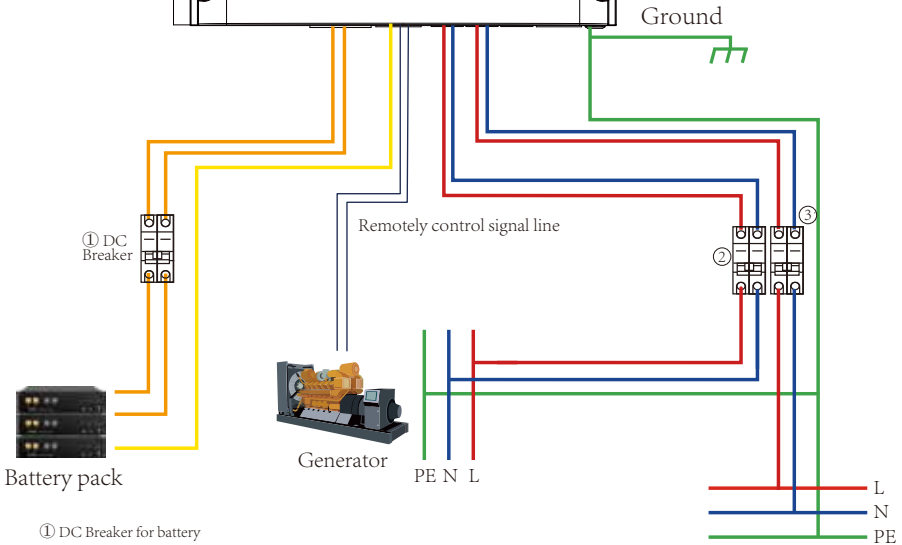 Ground
Remotely control signal line
③
① DC
Breaker
②
Generator
Battery pack
PE N L
L
N
① DC Breaker for battery
PE